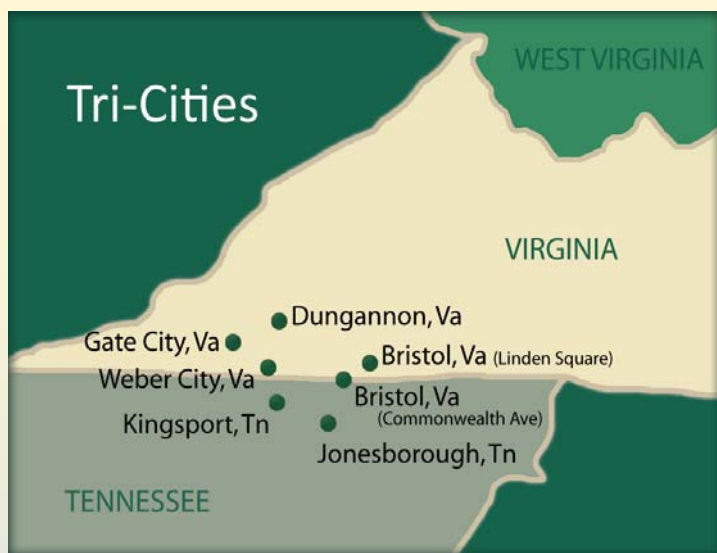 WEST VIRGINIA
Tri-Cities
VIRGINIA
Dungannon, Va
Gate City, Va
Bristol, Va (Linden Square)
Weber City, Va
Bristol, Va
(Commonwealth Ave)
Kingsport, Tn
Jonesborough, Tn
TENNESSEE